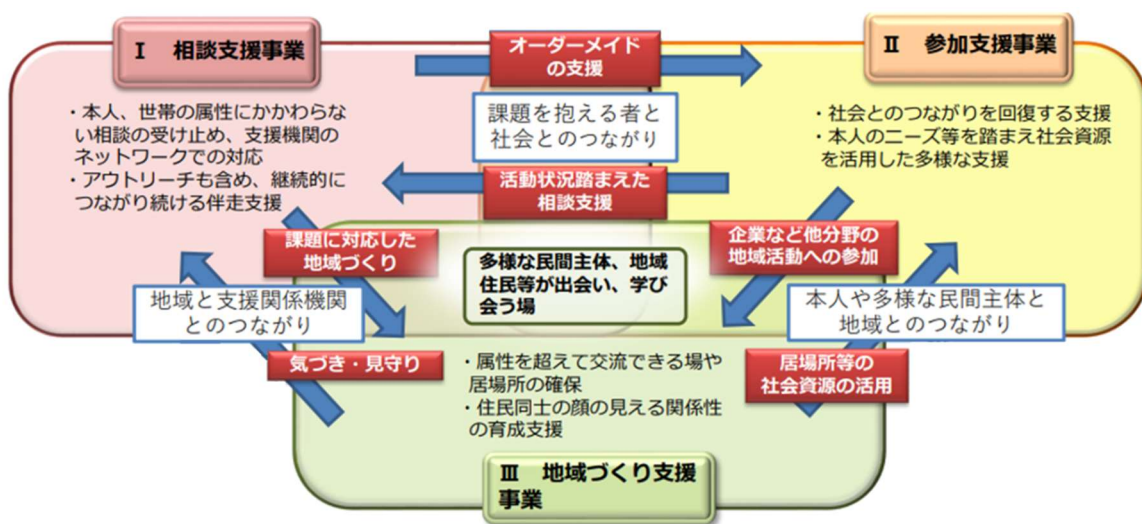 Ⅰ 相談支援事業
オーダーメイド
の支援
Ⅱ 参加支援事業
・本人、世帯の属性にかかわらな
い相談の受け止め、支援機関の
ネットワークでの対応
・アウトリーチも含め、継続的に
つながり続ける伴走支援
課題を抱える者と
社会とのつながり
・社会とのつながりを回復する支援
・本人のニーズ等を踏まえ社会資源
を活用した多様な支援
活動状況踏まえた
相談支援
課題に対応した
地域づくり
多様な民間主体、地域
住民等が出会い、学び
会う場
企業など他分野の
地域活動への参加
地域と支援関係機関
とのつながり
本人や多様な民間主体と
地域とのつながり
気づき・見守り
・属性を超えて交流できる場や
居場所の確保
・住民同士の顔の見える関係性
の育成支援
居場所等の
社会資源の活用
Ⅲ 地域づくり支援
事業